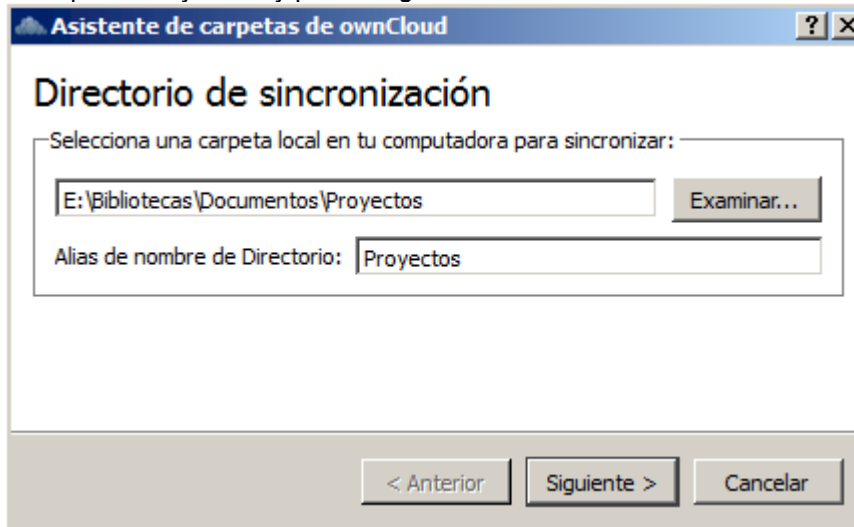 Asistente de carpetas de ownCloud
Directorio de sincronización
Selecciona una carpeta local en tu computadora para sincronizar:
E:\Bibliotecas\Documentos\Proyectos
Examinar...
Alias de nombre de Directorio: Proyectos
< Anterior
Siguiente >
Cancelar